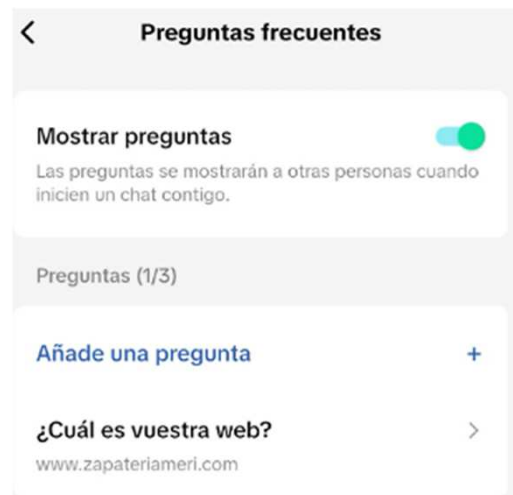 Preguntas frecuentes
Mostrar preguntas
Las preguntas se mostrarán a otras personas cuando
inicien un chat contigo.
Preguntas (1/3)
Añade una pregunta
¿Cuál es vuestra web?
www.zapateriameri.com